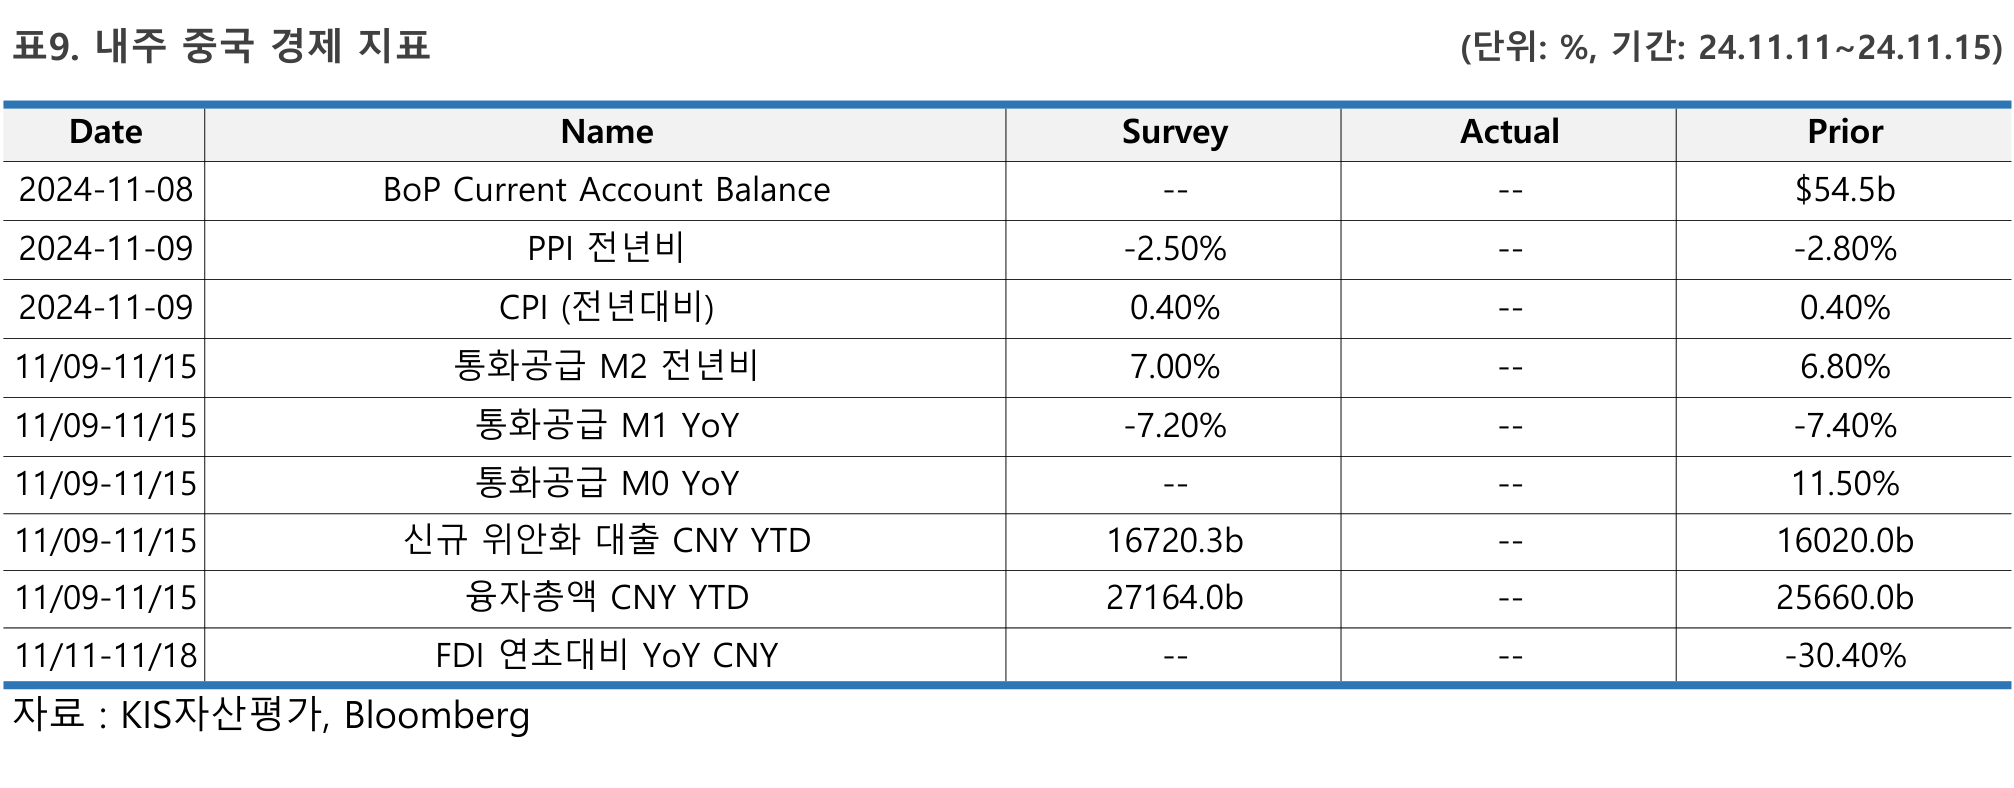 표9. 내주 중국 경제 지표 (단위: %, 기간: 24.11.11~24.11.15)
Date Name Survey Actual Prior
2024-11-08 BoP Current Account Balance -- -- $54.5b
2024-11-09 PPI 전년비 -2.50% -- -2.80%
2024-11-09 CPI (전년대비) 0.40% -- 0.40%
11/09-11/15 통화공급 M2 전년비 7.00% -- 6.80%
11/09-11/15 통화공급 M1 YoY -7.20% -- -7.40%
11/09-11/15 통화공급 M0 YoY -- -- 11.50%
11/09-11/15 신규 위안화 대출 CNY YTD 16720.3b -- 16020.0b
11/09-11/15 융자총액 CNY YTD 27164.0b -- 25660.0b
11/11-11/18 FDI 연초대비 YoY CNY -- -- -30.40%
자료 : KIS자산평가, Bloomberg